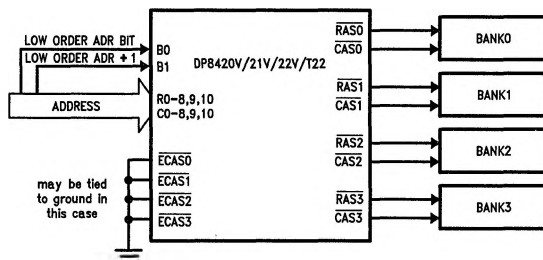 LOW ORDER ADR BIT
LOW ORDER ADR + 1
ADDRESS
B0
B1
R0-8,9,10
C0-8,9,10
DP8420V/21V/22V/T22
ECAS0
ECAS1
ECAS2
ECAS3
may be tied
to ground in
this case
RAS0
CAS0
BANK0
RAS1
CAS1
BANK1
RAS2
CAS2
BANK2
RAS3
CAS3
BANK3